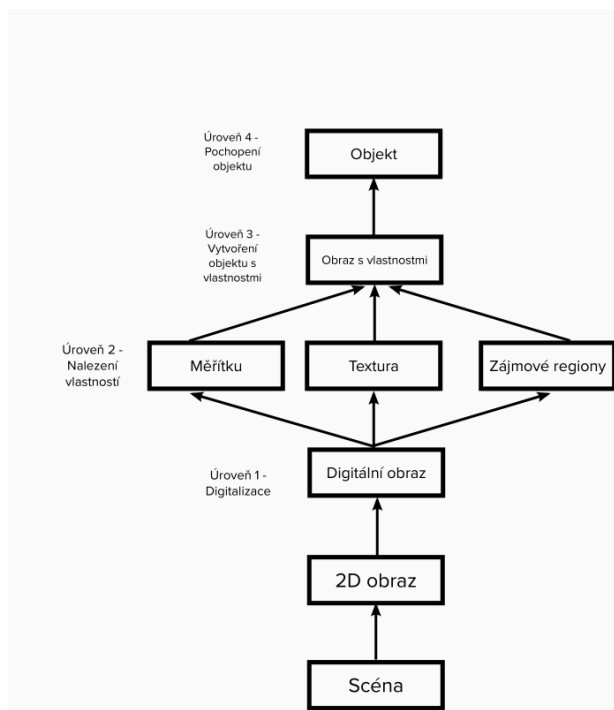 Úroveň 4 -
Pochopení
objektu
Objekt
Úroveň 3 -
Vytvoření
objektu s
vlastnostmi
Obraz s vlastnostmi
Úroveň 2 -
Nalezení
vlastností
Měřítku
Textura
Zájmové regiony
Úroveň 1 -
Digitalizace
Digitální obraz
2D obraz
Scéna